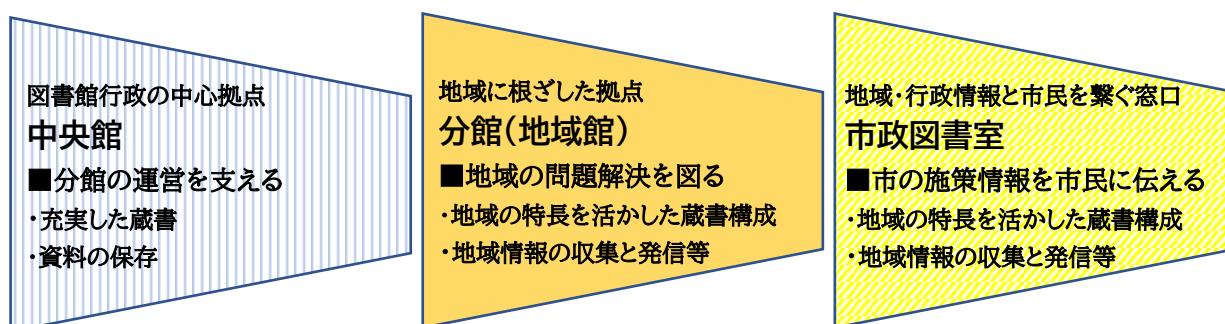 図書館行政の中心拠点
中央館
■分館の運営を支える
・充実した蔵書
・資料の保存
地域に根ざした拠点
分館(地域館)
■地域の問題解決を図る
・地域の特長を活かした蔵書構成
・地域情報の収集と発信等
地域・行政情報と市民を繋ぐ窓口
市政図書室
■市の施策情報を市民に伝える
・地域の特長を活かした蔵書構成
・地域情報の収集と発信等